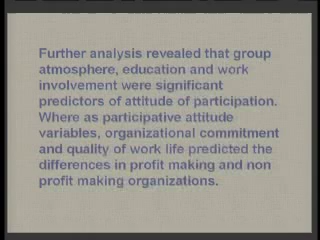 Further analysis revealed that group
atmosphere, education and work
involvement were significant
predictors of attitude of participation.
Where as participative attitude
variables, organizational commitment
and quality of work life predicted the
differences in profit making and non
profit making organizations.